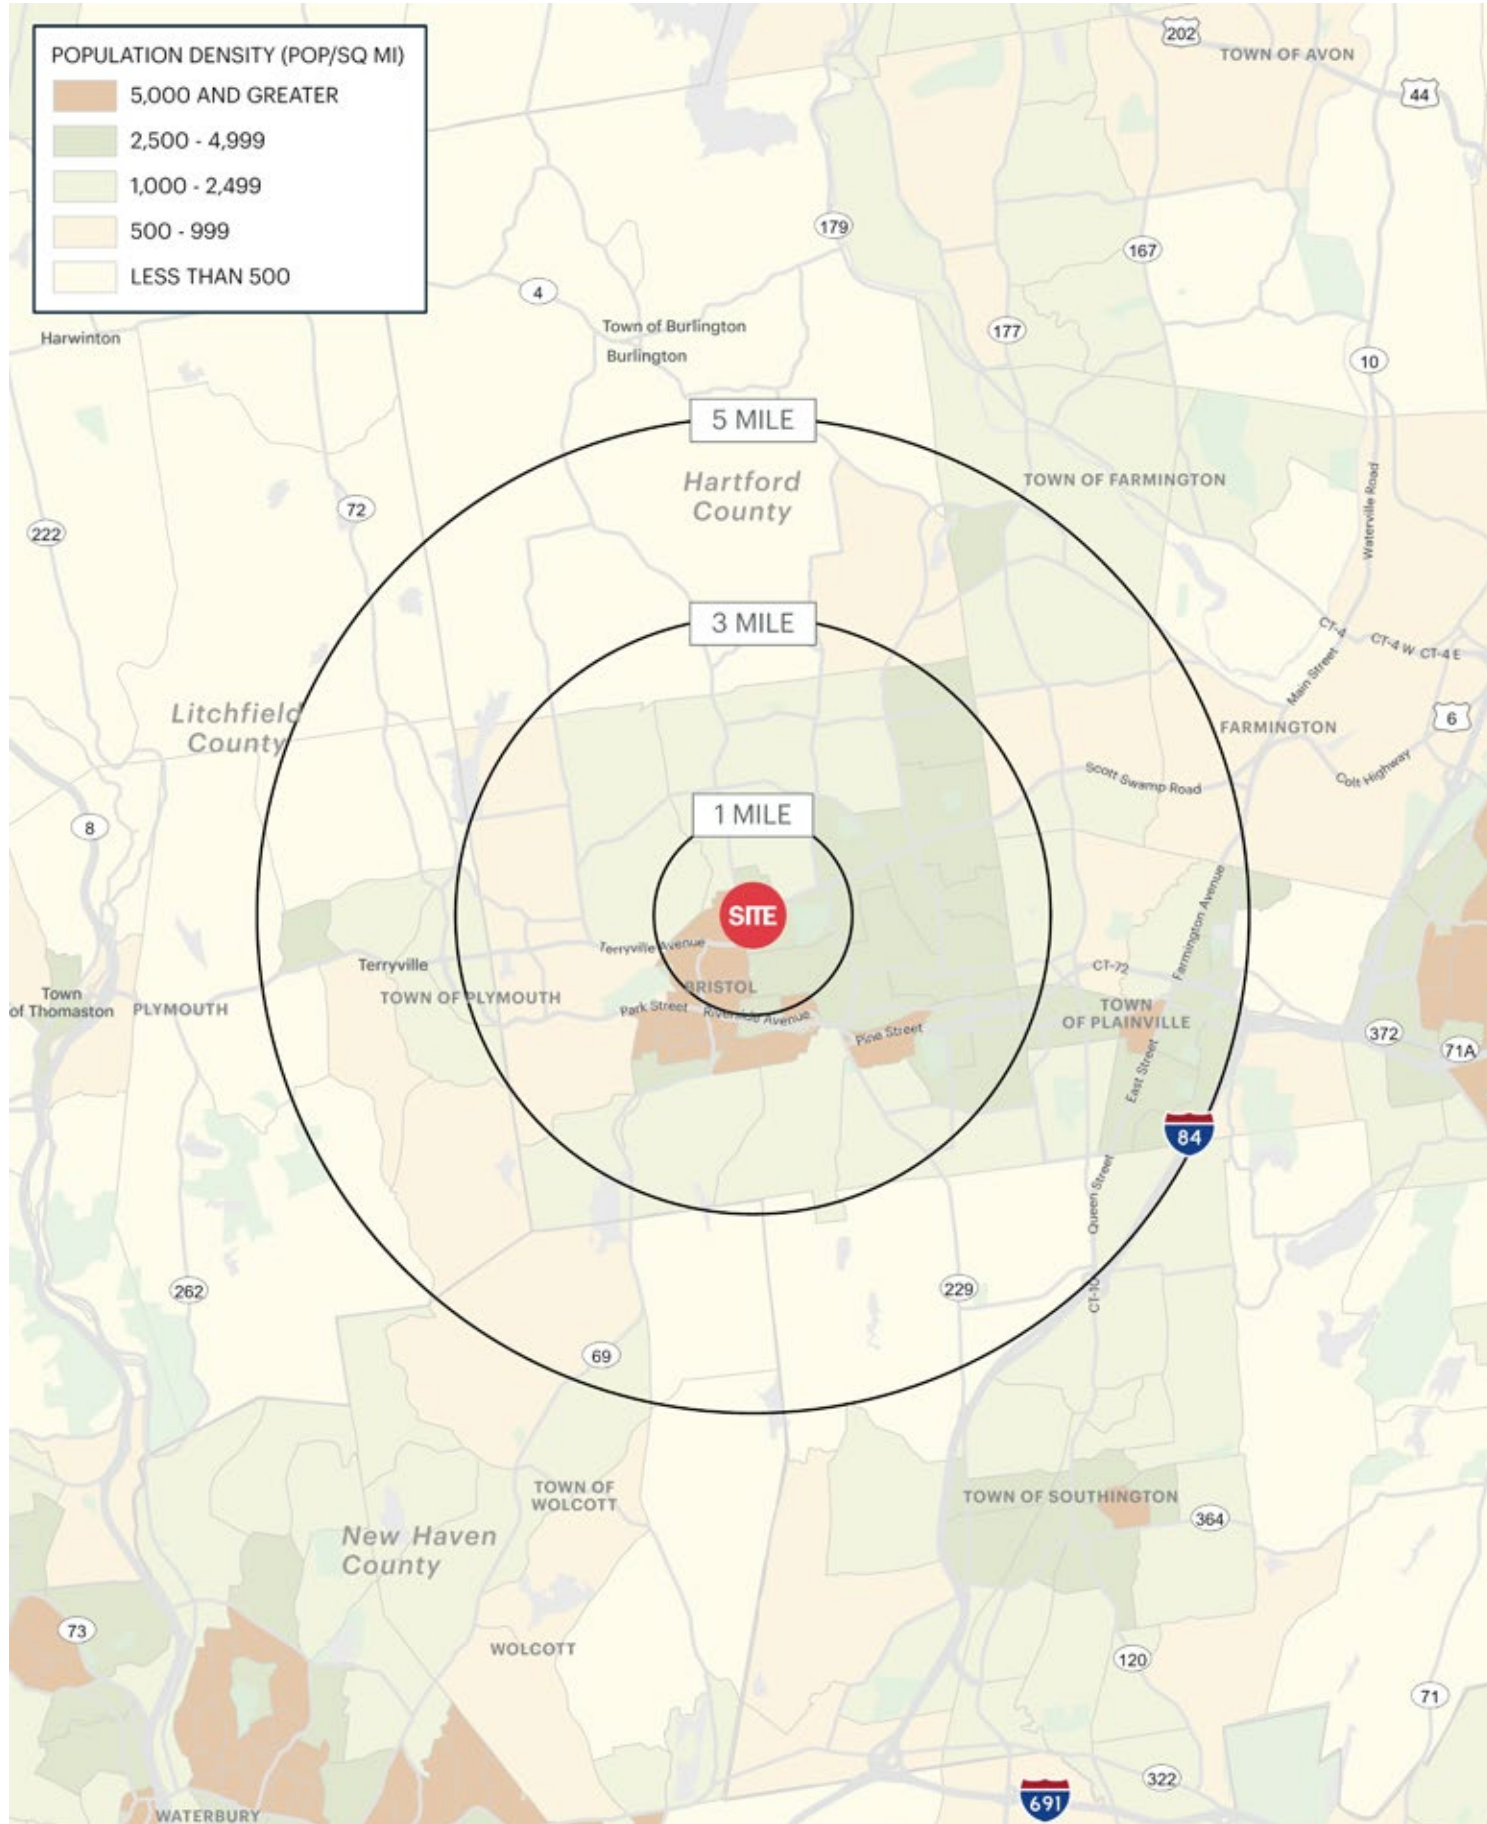 POPULATION DENSITY (POP/SQ MI)
5,000 AND GREATER
2,500 - 4,999
1,000 - 2,499
500 - 999
LESS THAN 500
202
TOWN OF AVON
44
179
167
4
Town of Burlington
Burlington
177
Harwinton
10
5 MILE
Hartford
County
TOWN OF FARMINGTON
Waterville Road
72
222
3 MILE
CT-4
CT-4 W
CT-4 E
Main Street
Litchfield
County
6
FARMINGTON
Colt Highway
Scott Swamp Road
8
1 MILE
SITE
Farmington Avenue
Terryville Avenue
Terryville
CT-72
BRISTOL
TOWN OF PLYMOUTH
Town
of Thomaston
PLYMOUTH
Park Street
Riverside Avenue
TOWN
OF PLAINVILLE
Pine Street
372
71A
East Street
84
Queen Street
262
229
CT-10
69
TOWN OF
WOLCOTT
TOWN OF SOUTHINGTON
364
New Haven
County
73
WOLCOTT
120
71
322
691
WATERBURY